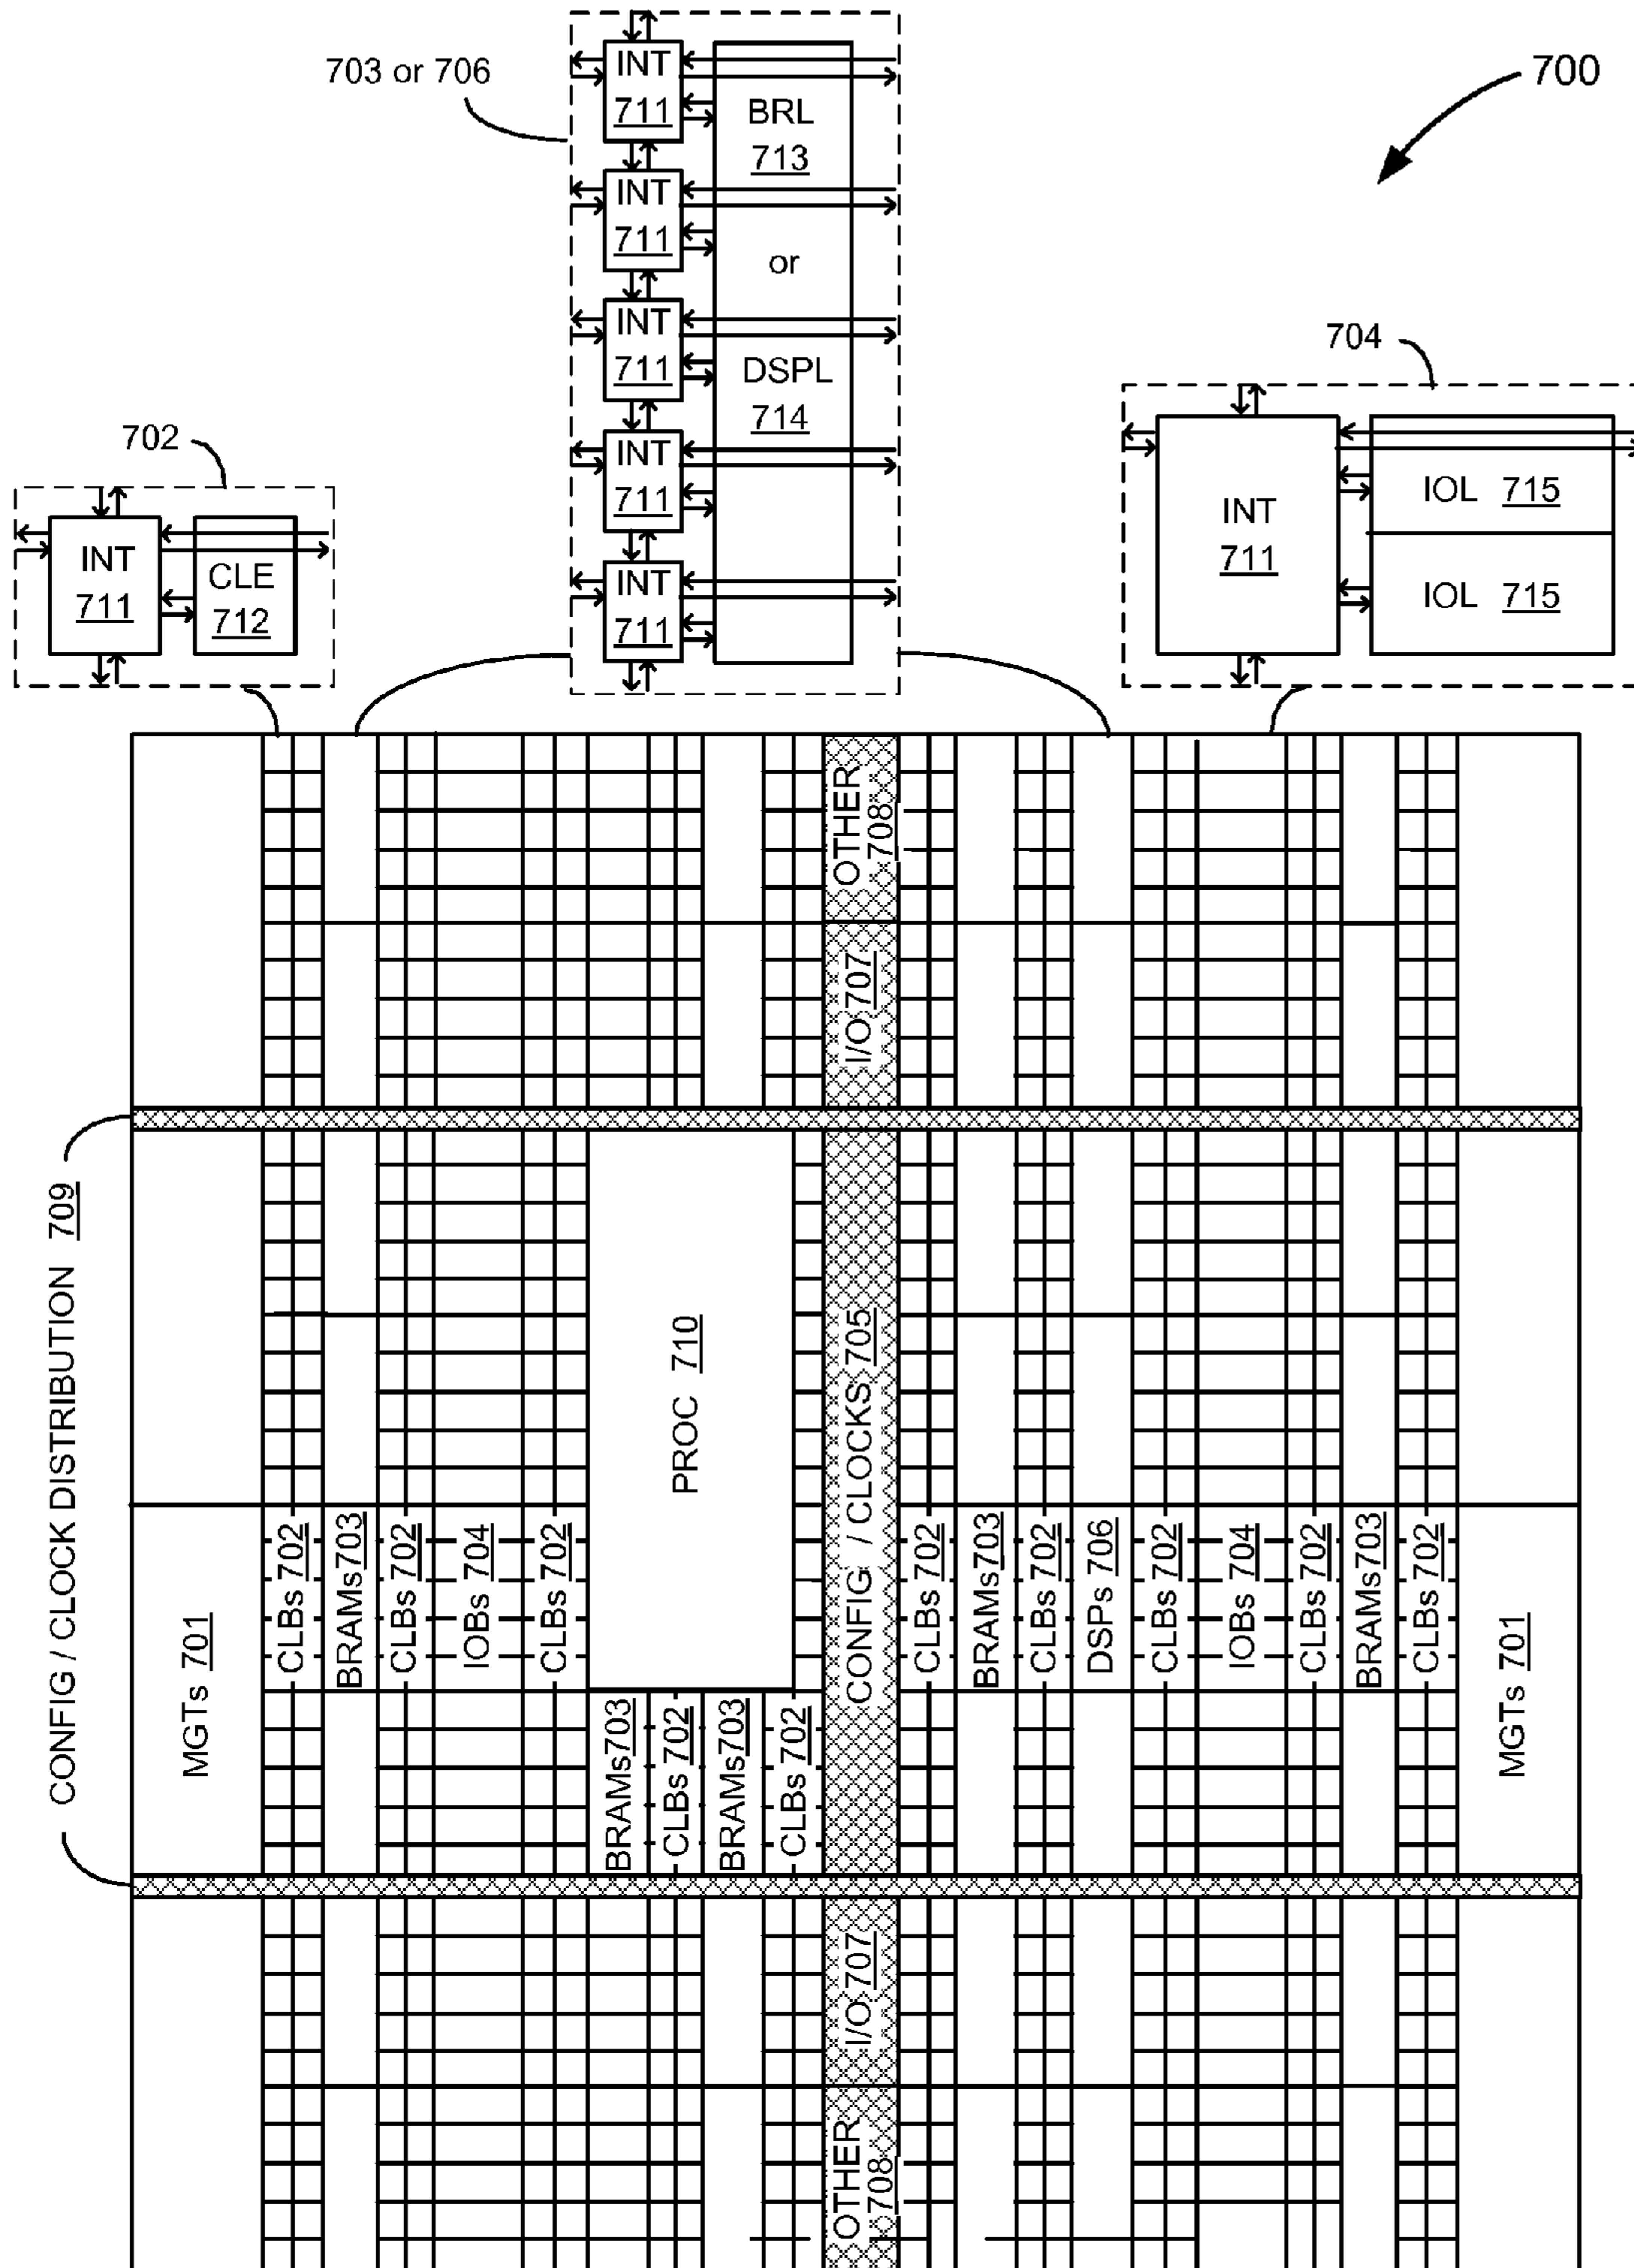 700
703 or 706
INT
711
INT
711
INT
711
INT
711
INT
711
BRL
713
or
DSPL
714
704
INT
711
IOL 715
IOL 715
702
INT
711
CLE
712
OTHER
708
I/O 707
CONFIG / CLOCK DISTRIBUTION 709
PROC 710
CONFIG / CLOCKS 705
MGTs 701
CLBs 702
BRAMs 703
CLBs 702
IOBs 704
CLBs 702
BRAMs 703
CLBs 702
BRAMs 703
CLBs 702
CLBs 702
BRAMs 703
CLBs 702
DSPs 706
CLBs 702
IOBs 704
CLBs 702
BRAMs 703
CLBs 702
MGTs 701
I/O 707
OTHER
708